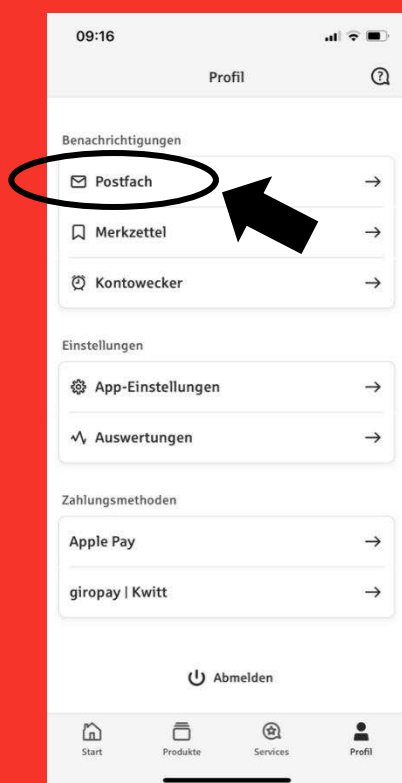 09:16
Profil
Benachrichtigungen
Postfach
Merkzettel
Kontowecker
Einstellungen
App-Einstellungen
Auswertungen
Zahlungsmethoden
Apple Pay
giropay | Kwitt
Abmelden
Start Produkte Services Profil